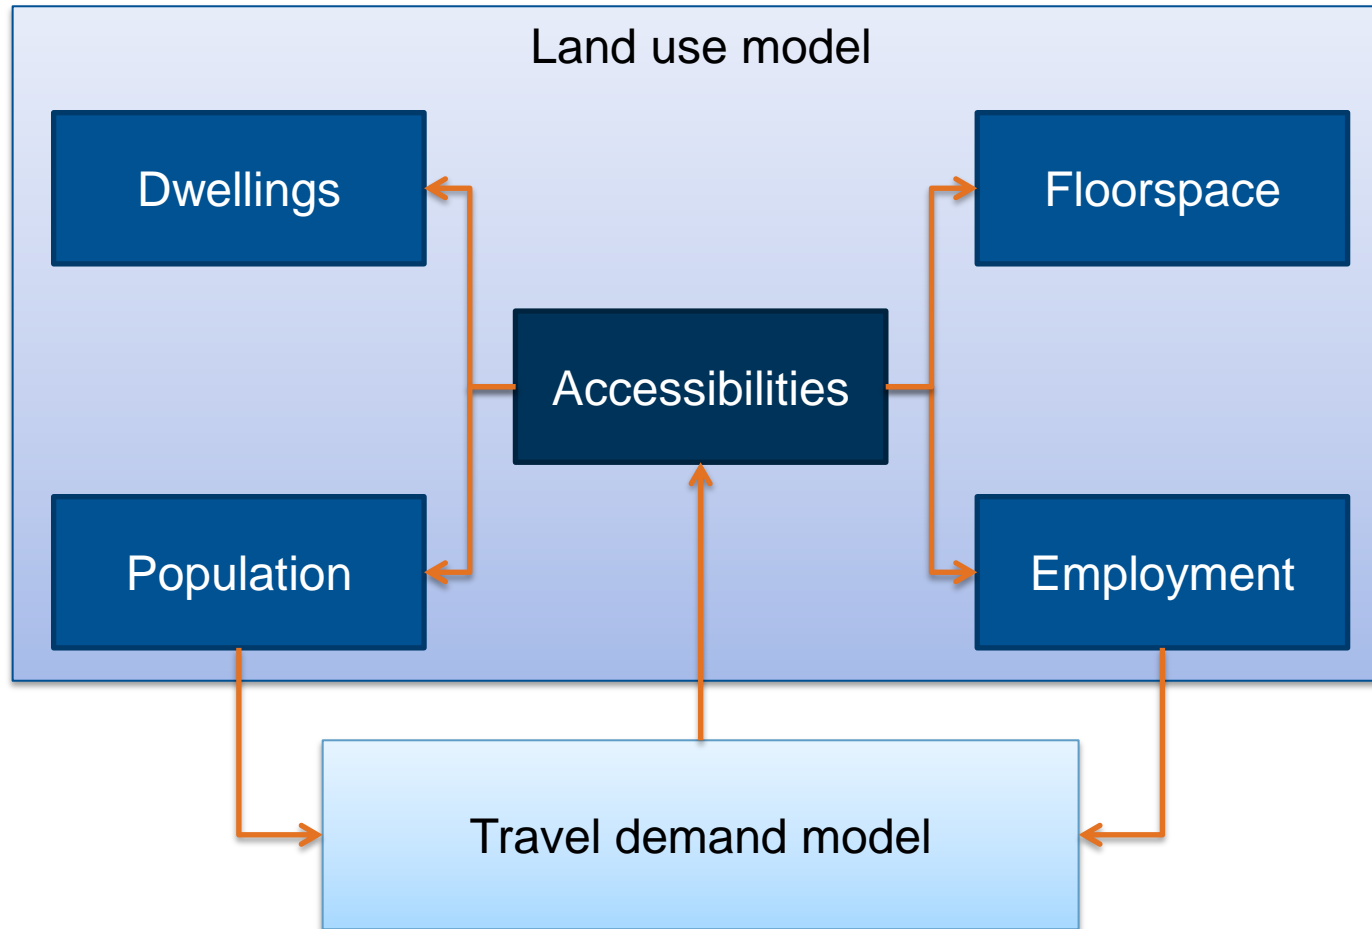 Land use model
Dwellings
Floorspace
Accessibilities
Population
Employment
Travel demand model